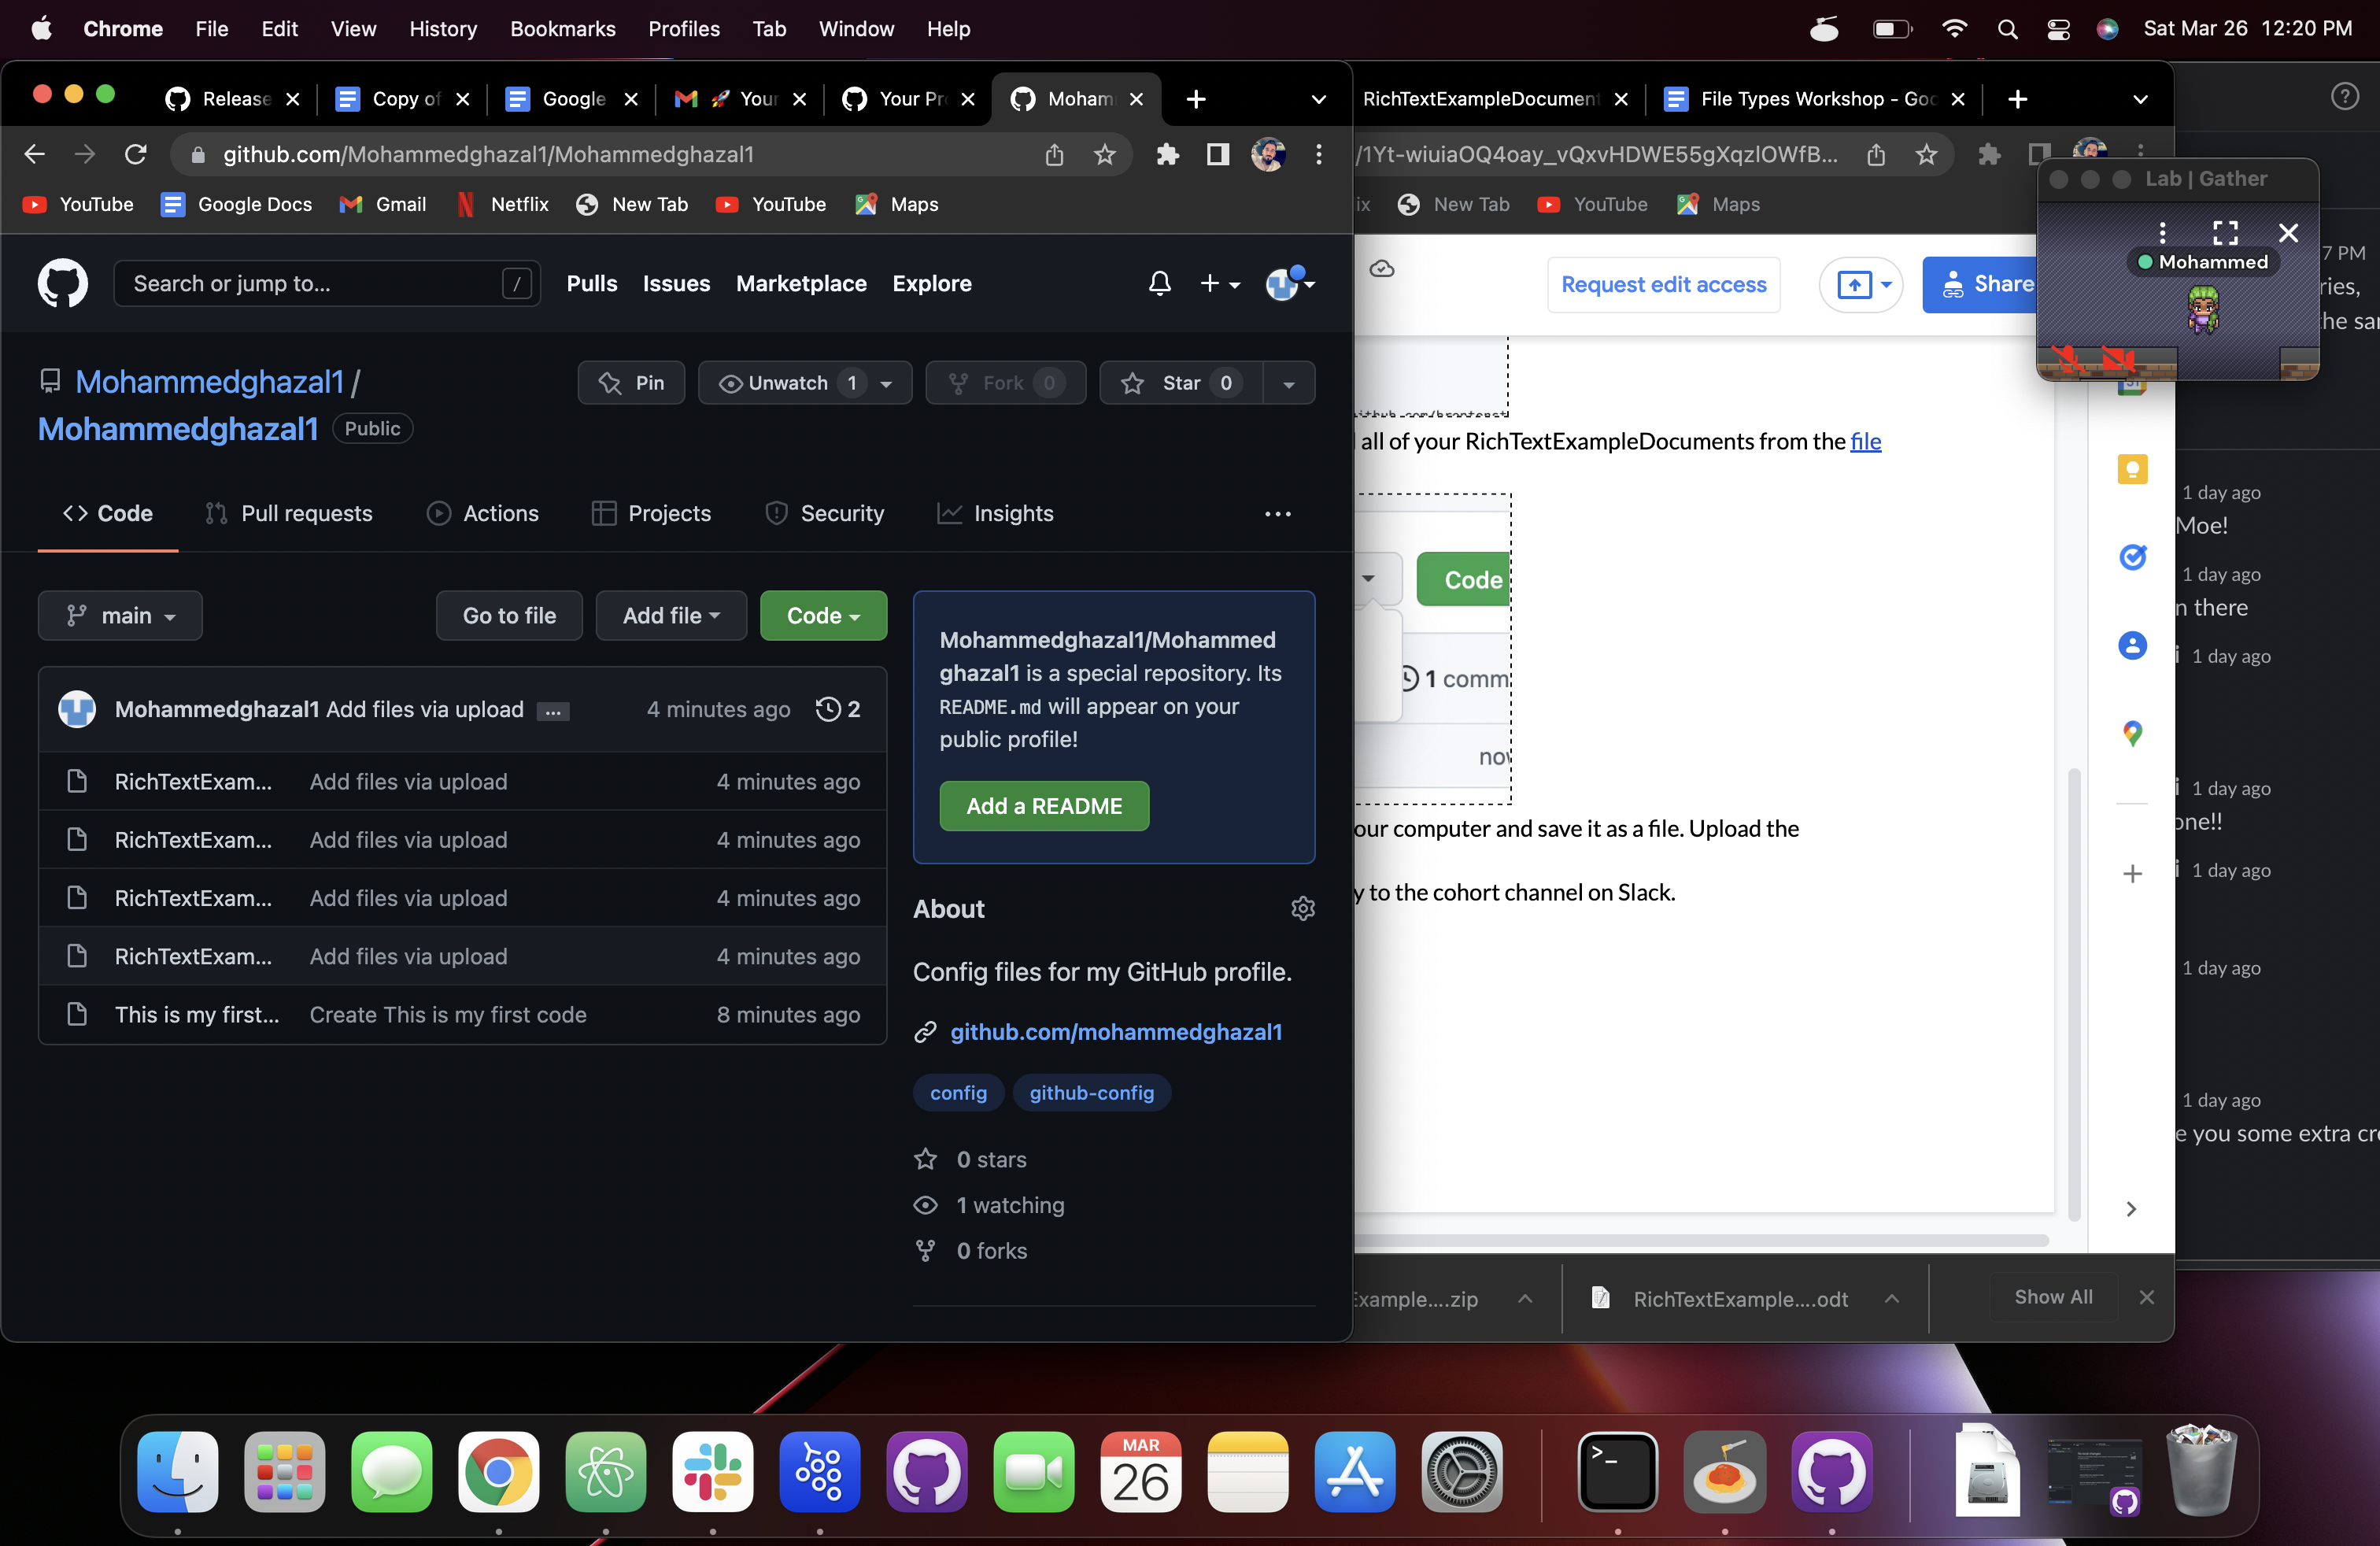 Chrome File Edit View History Bookmarks Profiles Tab Window Help
Sat Mar 26 12:20 PM
Release
Copy of
Google
Your
Your Pr
Moham
github.com/Mohammedghazal1/Mohammedghazal1
YouTube Google Docs Gmail Netflix New Tab YouTube Maps
Search or jump to... /
Pulls Issues Marketplace Explore
Mohammedghazal1 /
Mohammedghazal1 Public
Pin Unwatch 1 Fork 0 Star 0
Code Pull requests Actions Projects Security Insights ...
main Go to file Add file Code
Mohammedghazal1 Add files via upload ... 4 minutes ago 2
RichTextExam... Add files via upload 4 minutes ago
RichTextExam... Add files via upload 4 minutes ago
RichTextExam... Add files via upload 4 minutes ago
RichTextExam... Add files via upload 4 minutes ago
This is my first... Create This is my first code 8 minutes ago
Mohammedghazal1/Mohammed
ghazal1 is a special repository. Its
README.md will appear on your
public profile!
Add a README
About
Config files for my GitHub profile.
github.com/mohammedghazal1
config github-config
0 stars
1 watching
0 forks
RichTextExampleDocument
File Types Workshop - Goo
/1Yt-wiuiaOQ4oay_vQxvHDWE55gXqzlOWfB...
ix New Tab YouTube Maps
Request edit access Share
all of your RichTextExampleDocuments from the file
Code
1 comm
now
our computer and save it as a file. Upload the
y to the cohort channel on Slack.
Example....zip RichTextExample....odt Show All
Lab | Gather
Mohammed
7 PM
ries,
the sa
1 day ago
Moe!
1 day ago
n there
i 1 day ago
i 1 day ago
one!!
i 1 day ago
1 day ago
1 day ago
e you some extra cr
MAR
26